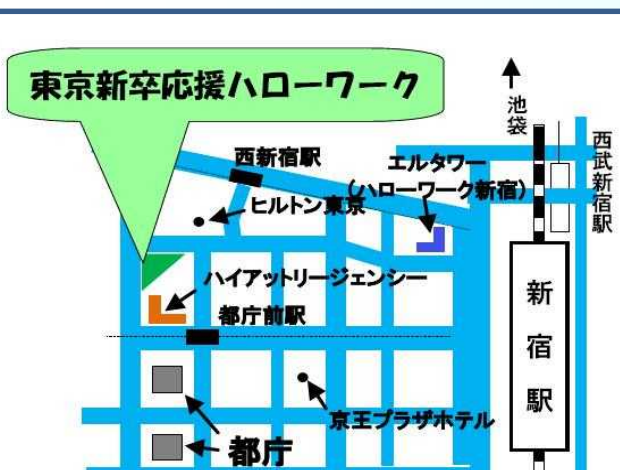 東京新卒応援ハローワーク
池袋
西新宿駅
エルタワー
(ハローワーク新宿)
西武新宿駅
ヒルトン東京
ハイアットリージェンシー
都庁前駅
新宿駅
京王プラザホテル
都庁